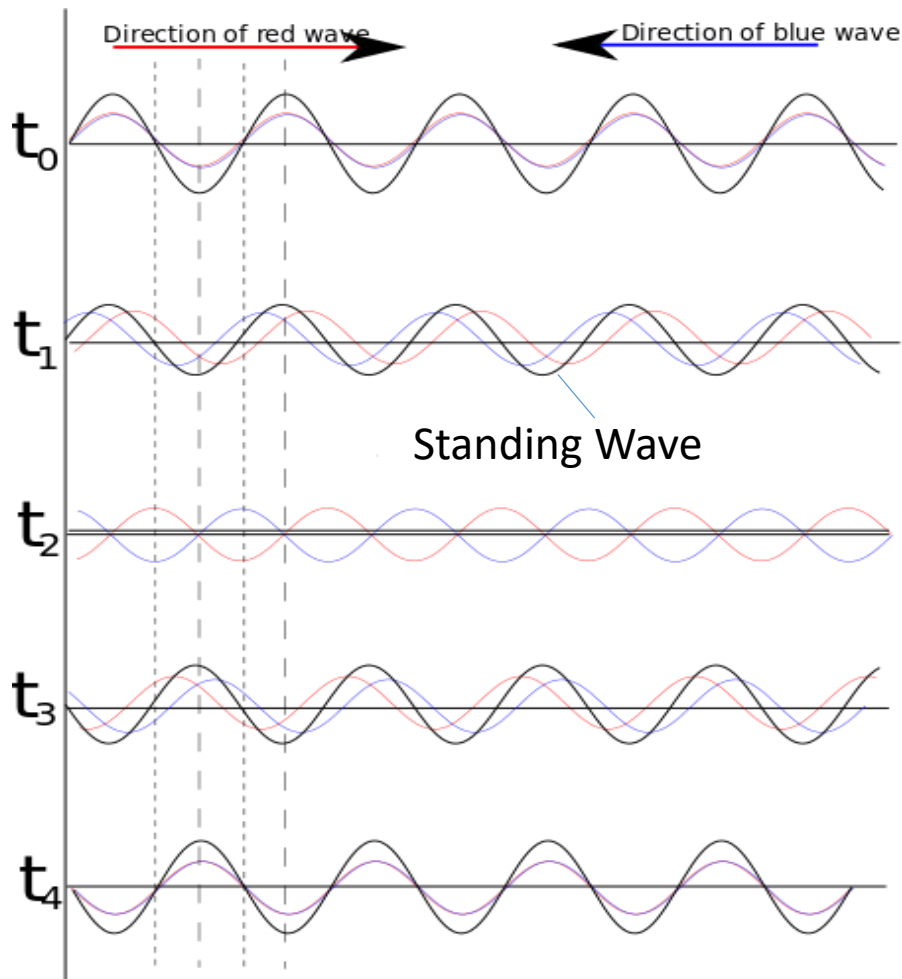 Direction of red wave
Direction of blue wave
t0
t1
Standing Wave
t2
t3
t4